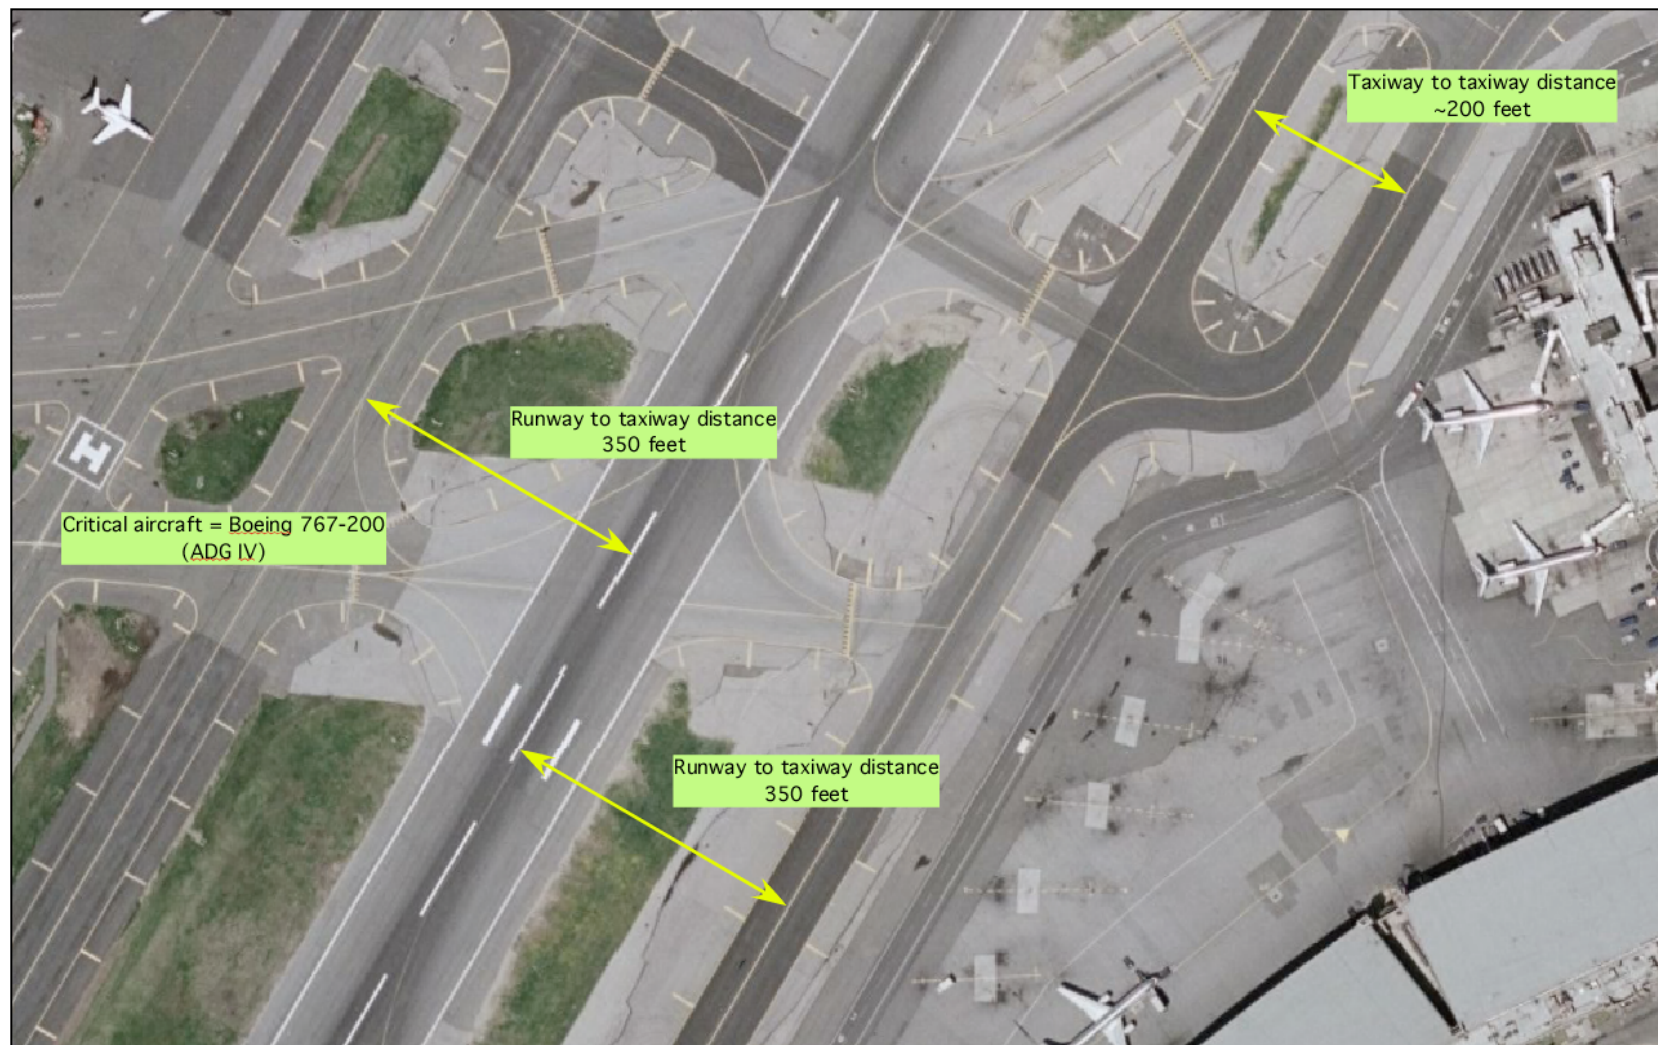 Taxiway to taxiway distance
~200 feet
Runway to taxiway distance
350 feet
Critical aircraft = Boeing 767-200
(ADG IV)
H
Runway to taxiway distance
350 feet